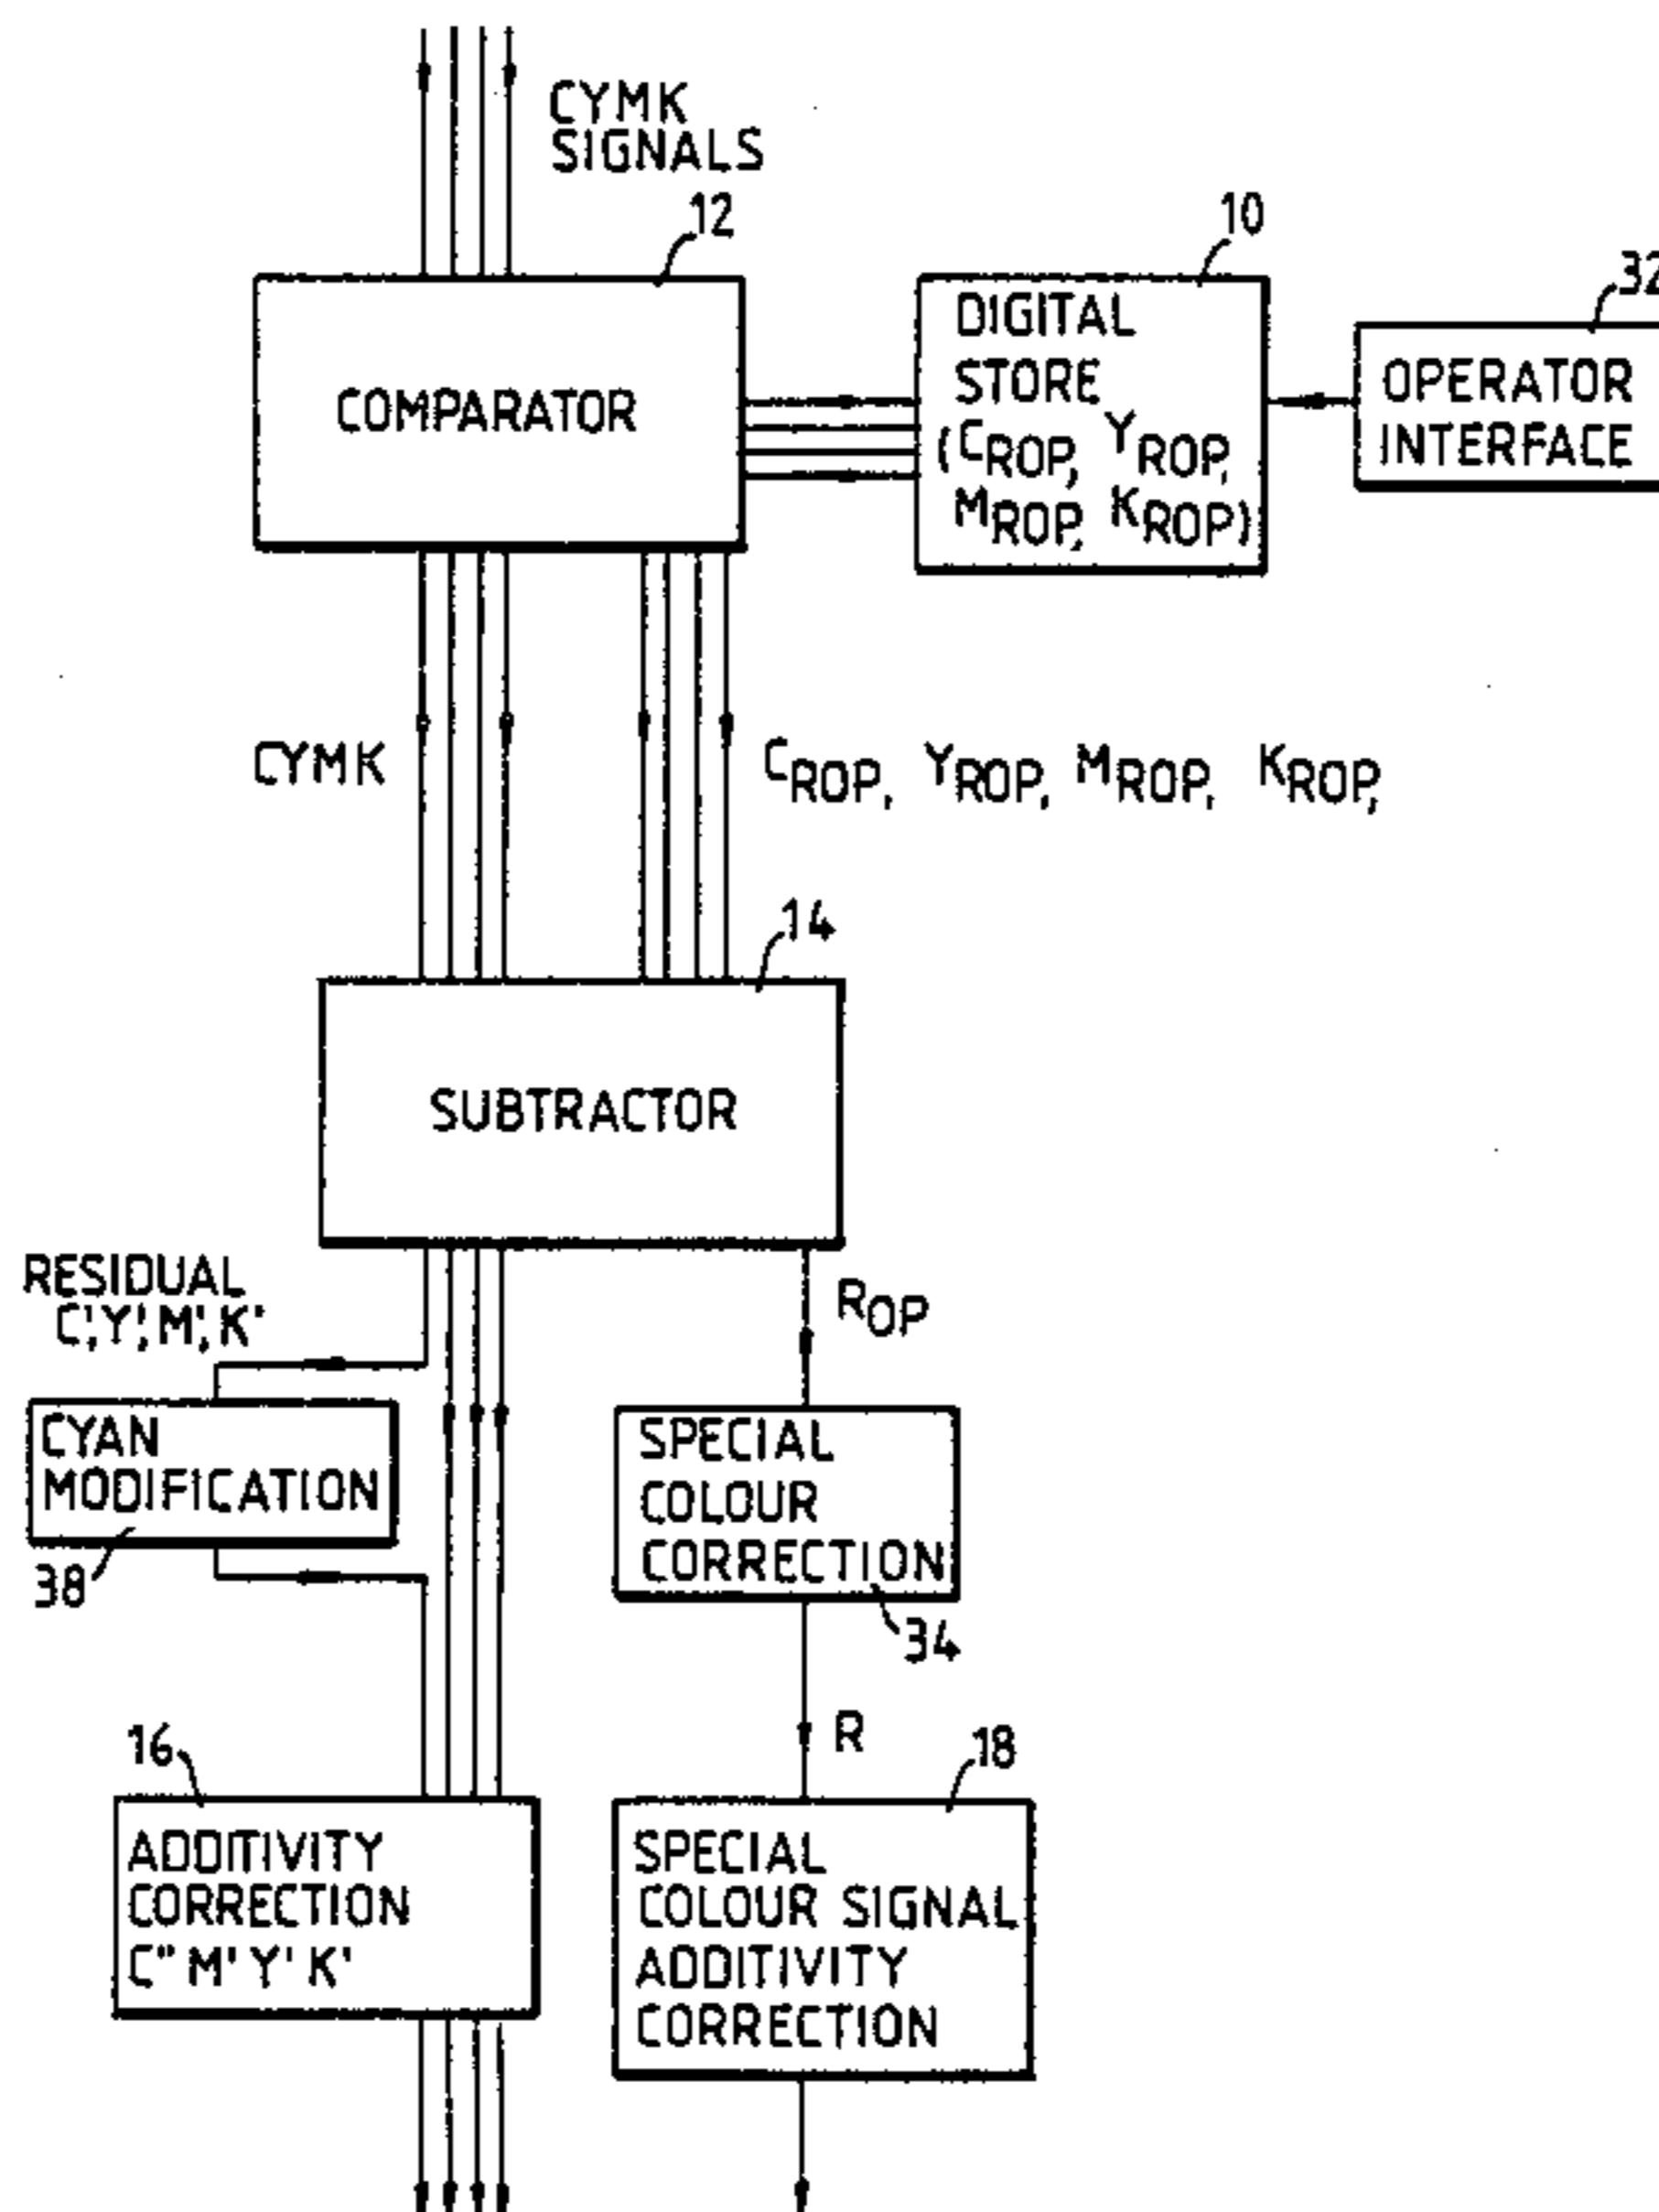 CYMK
SIGNALS
12
10
32
COMPARATOR
DIGITAL
STORE
(CROP, YROP,
MROP, KROP)
OPERATOR
INTERFACE
CYMK
CROP, YROP, MROP, KROP,
14
SUBTRACTOR
RESIDUAL
C',Y',M',K'
ROP
CYAN
MODIFICATION
38
SPECIAL
COLOUR
CORRECTION
34
R
16
18
ADDITIVITY
CORRECTION
C" M' Y' K'
SPECIAL
COLOUR SIGNAL
ADDITIVITY
CORRECTION